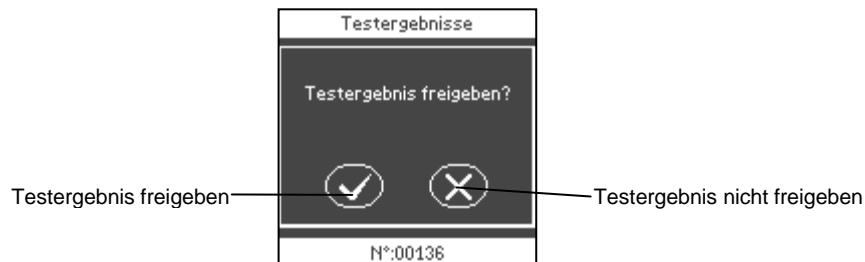 Testergebnisse
Testergebnis freigeben?
Testergebnis freigeben
Testergebnis nicht freigeben
N°:00136